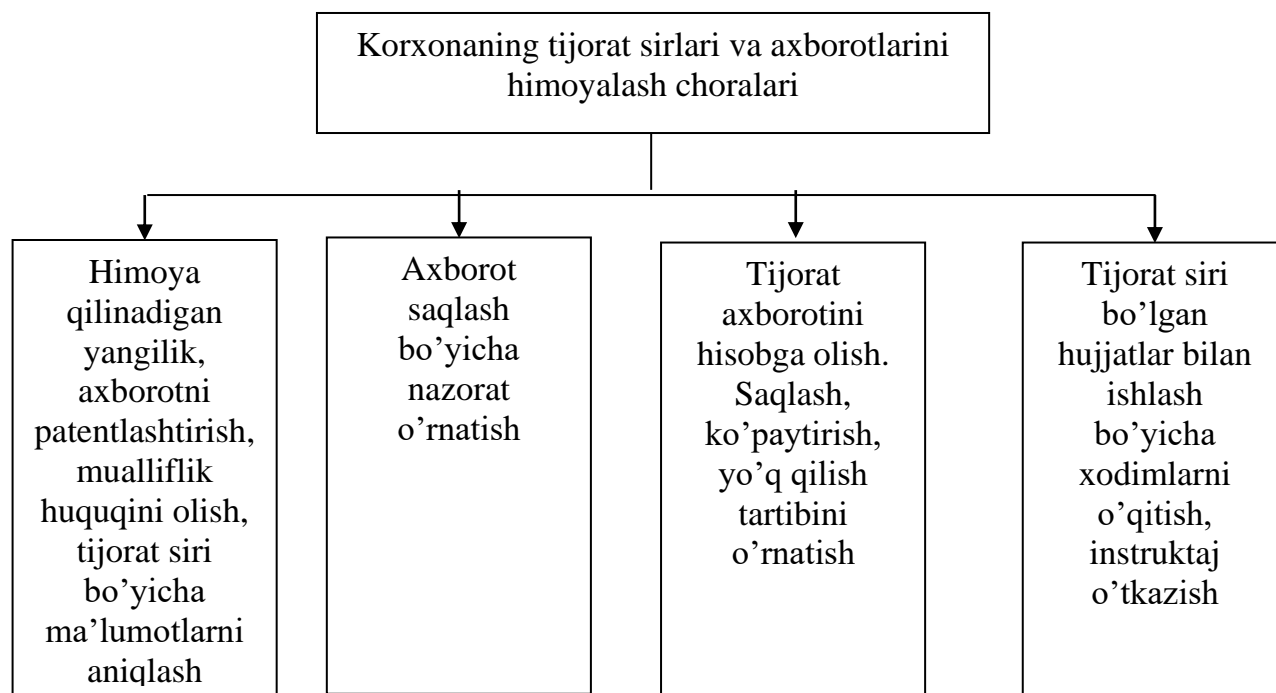 Korxonaning tijorat sirlari va axborotlarini
himoyalash choralari
Himoya
qilinadigan
yangilik,
axborotni
patentlashtirish,
mualliflik
huquqini olish,
tijorat siri
bo’yicha
ma’lumotlarni
aniqlash
Axborot
saqlash
bo’yicha
nazorat
o’rnatish
Tijorat
axborotini
hisobga olish.
Saqlash,
ko’paytirish,
yo’q qilish
tartibini
o’rnatish
Tijorat siri
bo’lgan
hujjatlar bilan
ishlash
bo’yicha
xodimlarni
o’qitish,
instruktaj
o’tkazish